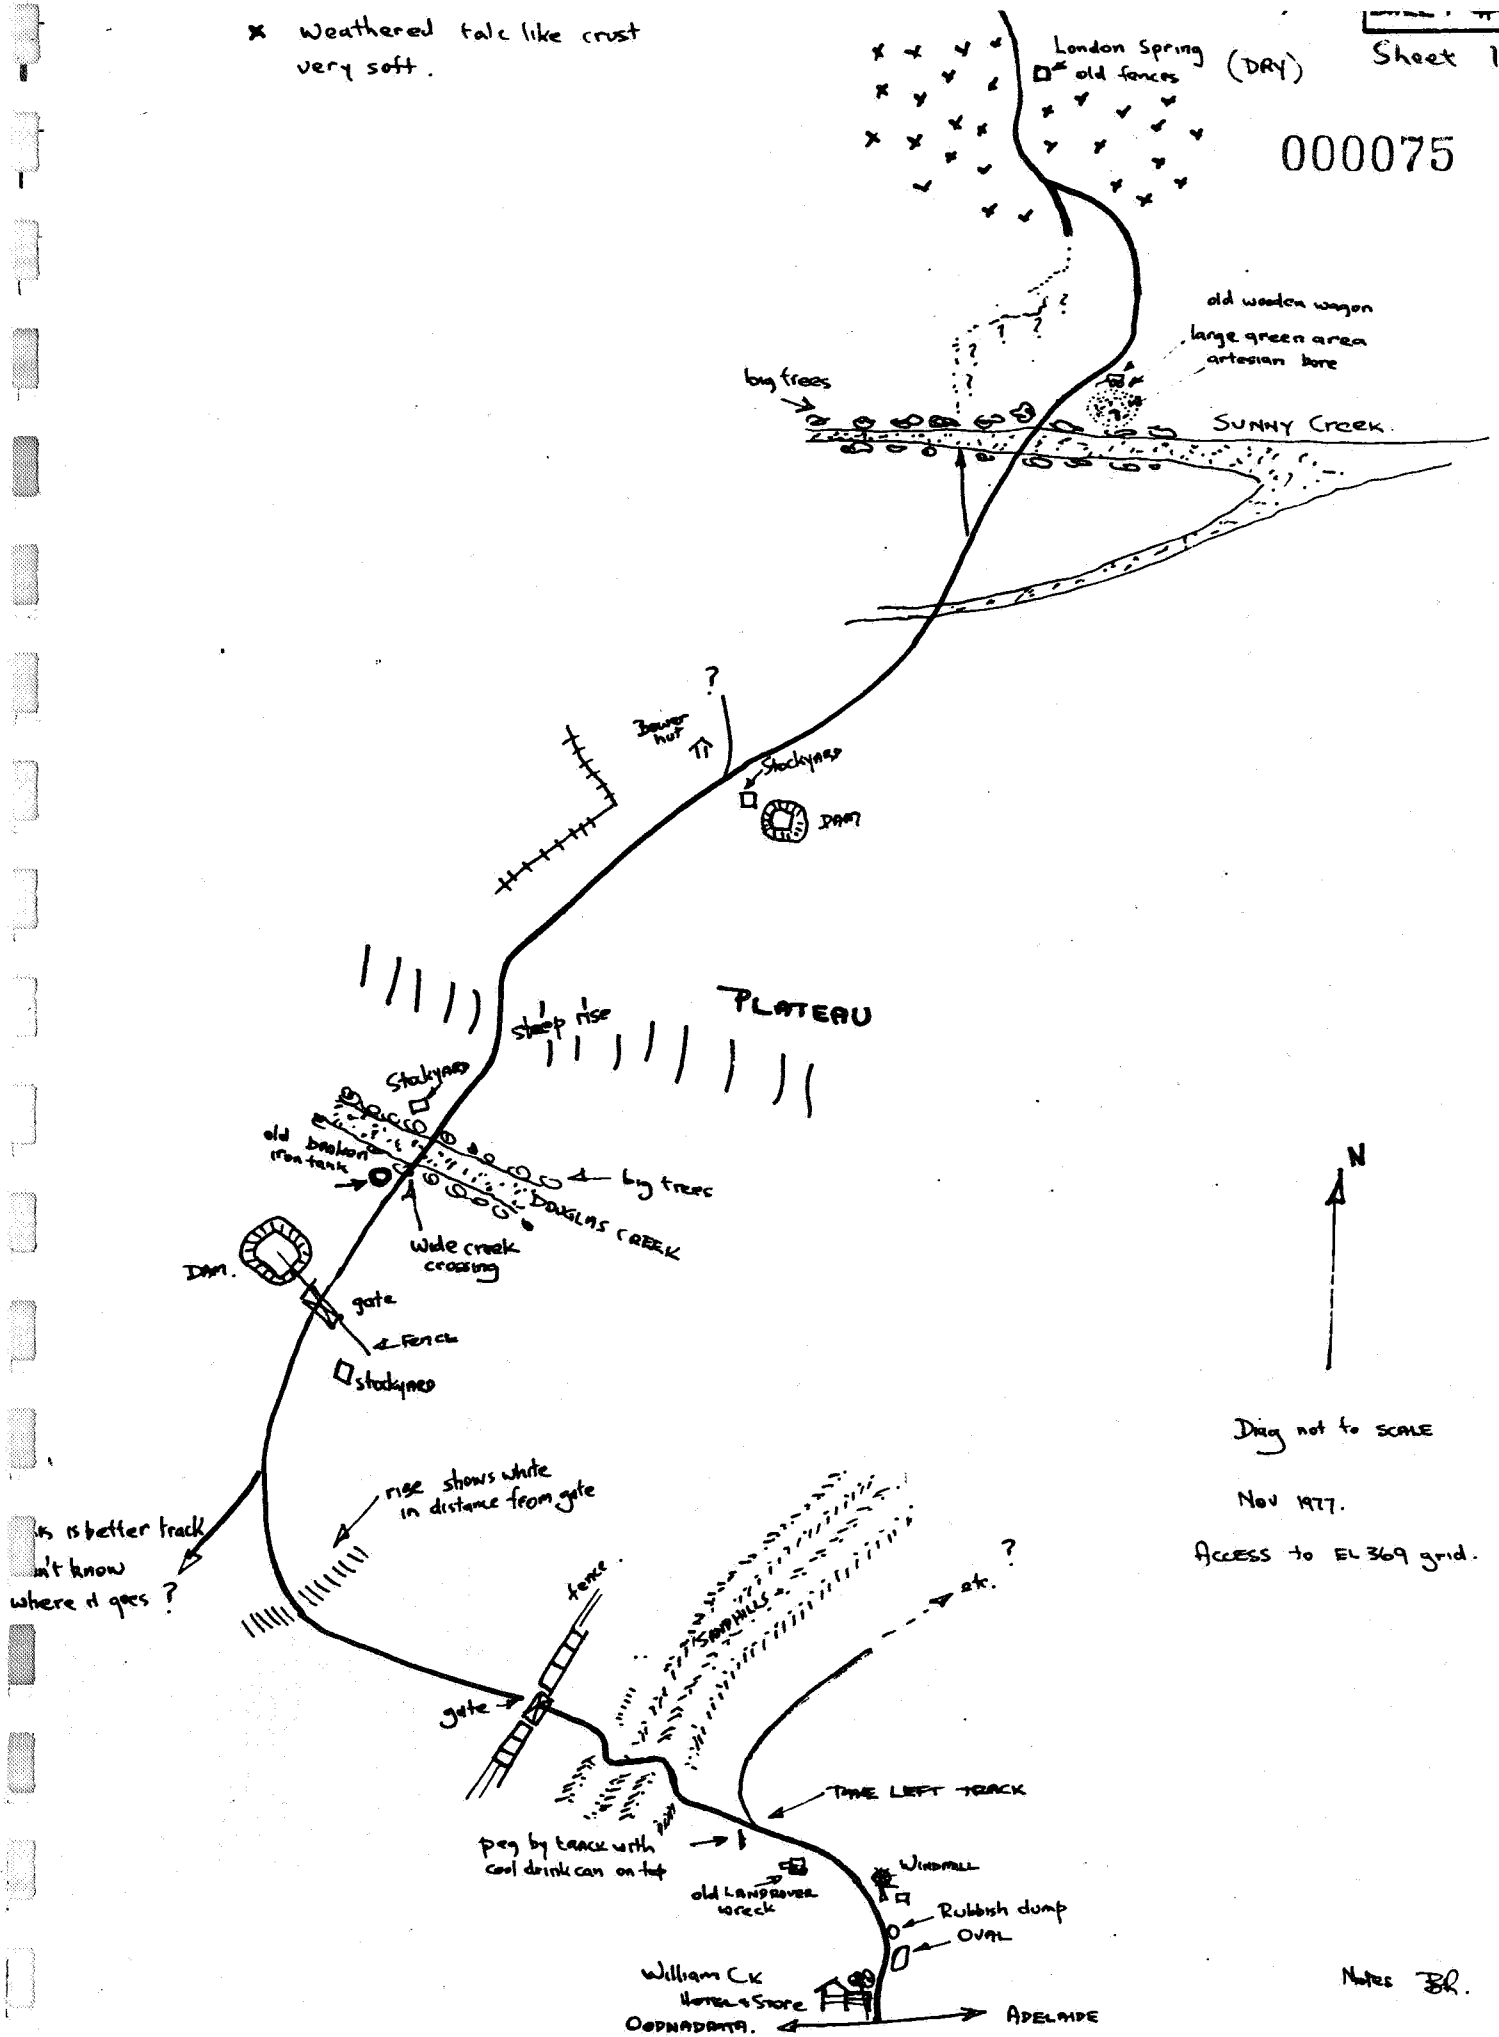 x weathered talc like crust
very soft.
London Spring
old fences
(DRY)
Sheet 1
000075
old wooden wagon
large green area
artesian bore
big trees
SUNNY Creek.
?
?
?
?
?
?
Bower
hut
Stockyard
DAM
PLATEAU
steep rise
Stockyard
old broken
iron tank
big trees
DOUGLAS CREEK
wide creek
crossing
DAM.
gate
Fence
stockyard
N
Diag not to SCALE
Nov 1977.
Access to EL 369 grid.
rise shows white
in distance from gate
is better track
know
where it goes ?
fence.
SANDHILLS
etc. ?
gate
TAKE LEFT TRACK
peg by track with
cool drink can on top
old LANDROVER
wreck
WINDMILL
Rubbish dump
OVAL
William Ck
Hotel & Store
OODNADATTA.
ADELAIDE
Notes